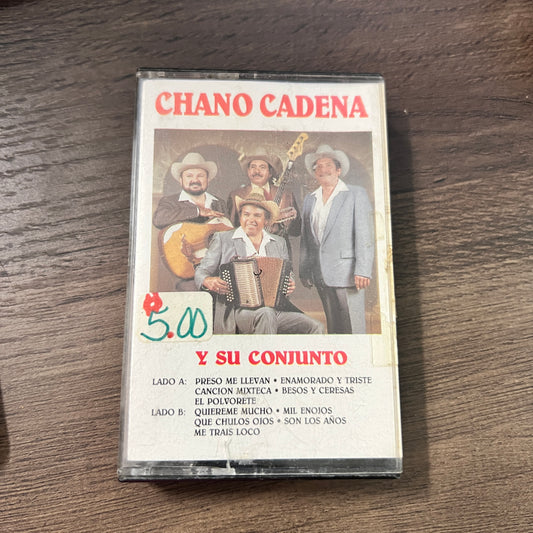 CHANO CADENA
$5.00
Y SU CONJUNTO
LADO A: PRESO ME LLEVAN • ENAMORADO Y TRISTE
CANCION MIXTECA • BESOS Y CERESAS
EL POLVORETE
LADO B: QUIEREME MUCHO • MIL ENOJOS
QUE CHULOS OJOS • SON LOS AÑOS
ME TRAIS LOCO